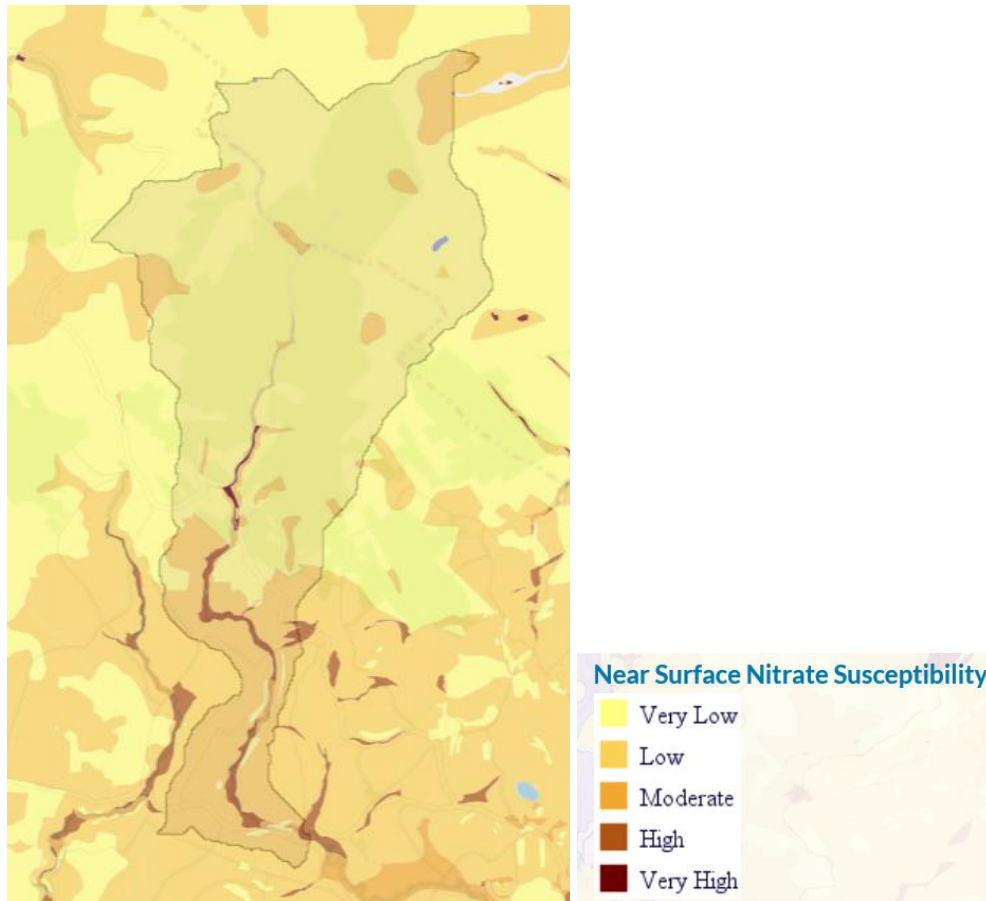 Near Surface Nitrate Susceptibility
Very Low
Low
Moderate
High
Very High